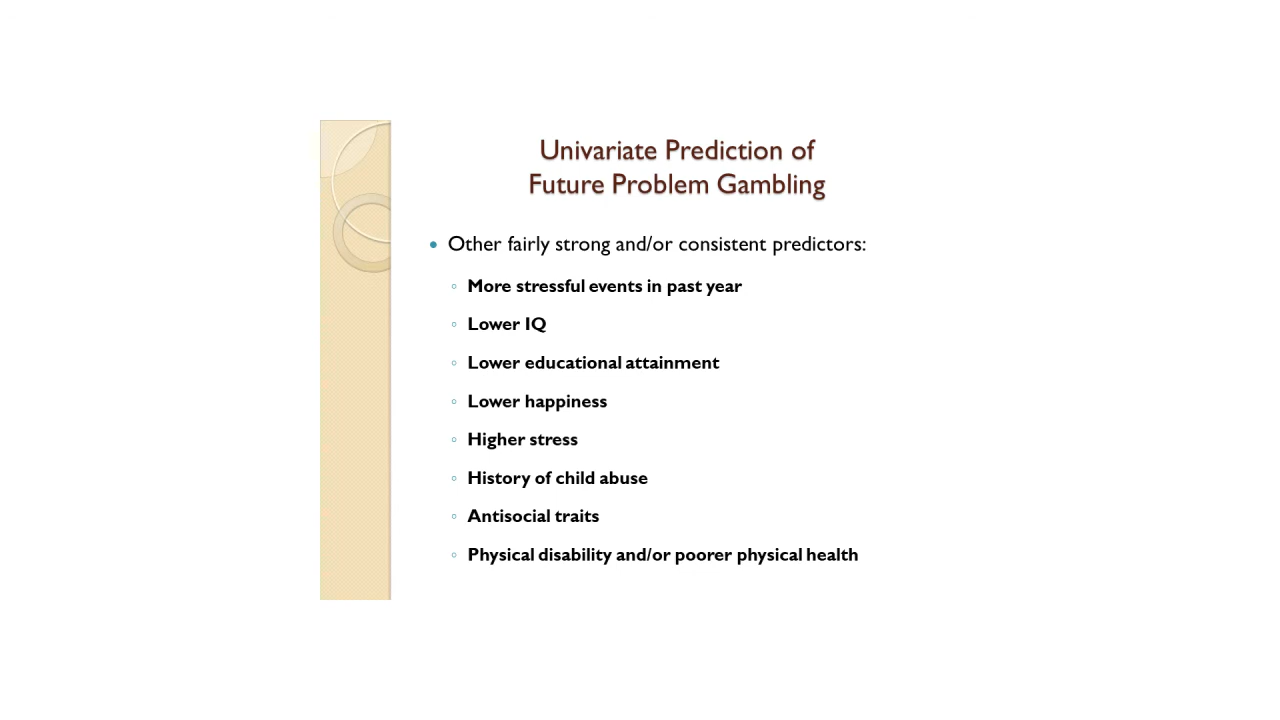 Univariate Prediction of
Future Problem Gambling
• Other fairly strong and/or consistent predictors:
◦ More stressful events in past year
◦ Lower IQ
◦ Lower educational attainment
◦ Lower happiness
◦ Higher stress
◦ History of child abuse
◦ Antisocial traits
◦ Physical disability and/or poorer physical health